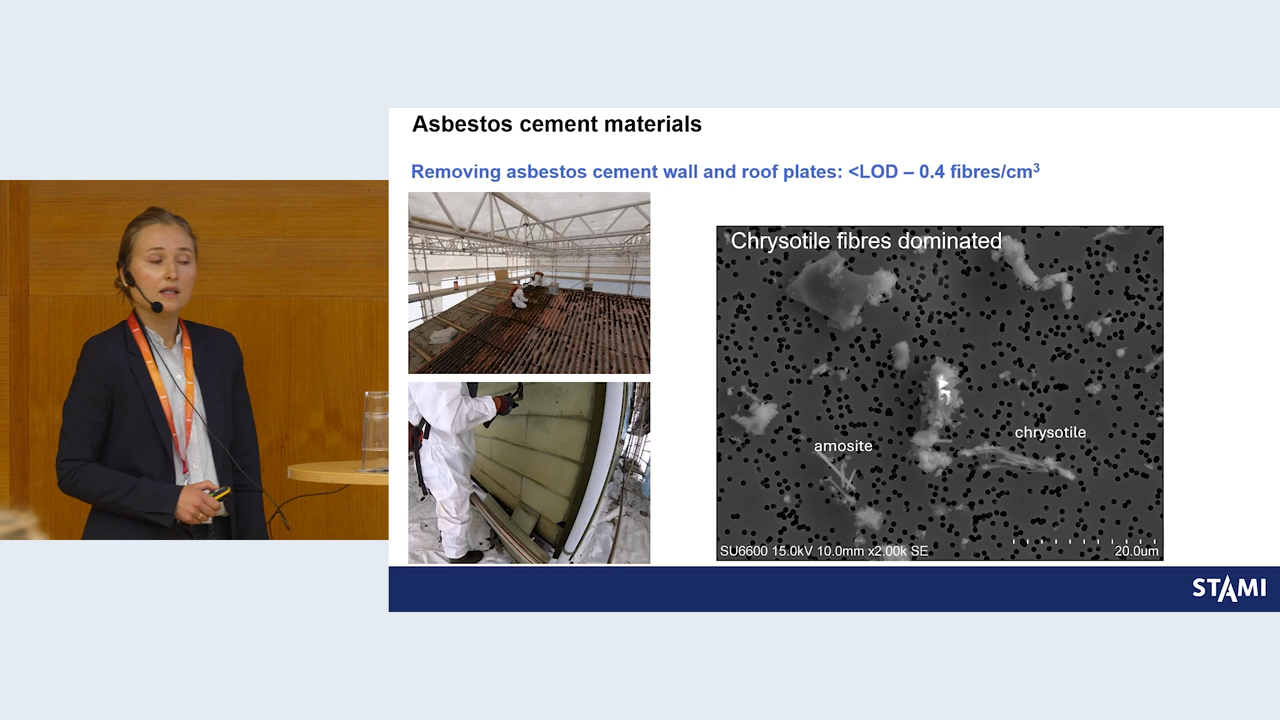 Asbestos cement materials
Removing asbestos cement wall and roof plates: <LOD – 0.4 fibres/cm³
Chrysotile fibres dominated
amosite
chrysotile
SU6600 15.0kV 10.0mm x2.00k SE
20.0um
STAMI